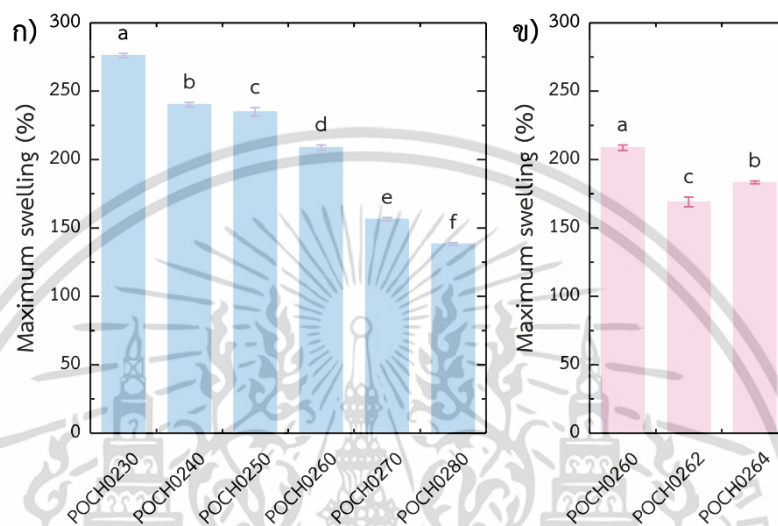 ก)
Maximum swelling (%)
300
250
200
150
100
50
0
a
b
c
d
e
f
POCH0230
POCH0240
POCH0250
POCH0260
POCH0270
POCH0280
ข)
Maximum swelling (%)
300
250
200
150
100
50
0
a
c
b
POCH0260
POCH0262
POCH0264